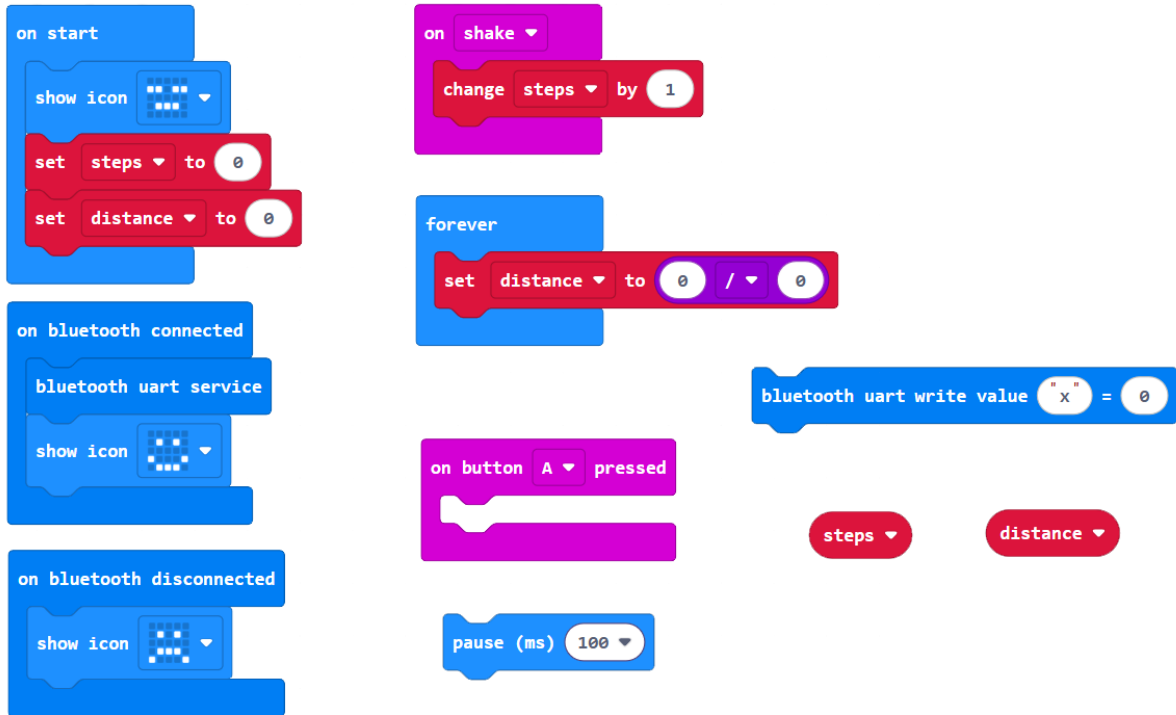 on start
show icon
set steps to 0
set distance to 0
on bluetooth connected
bluetooth uart service
show icon
on bluetooth disconnected
show icon
on shake
change steps by 1
forever
set distance to 0 / 0
on button A pressed
pause (ms) 100
bluetooth uart write value "x" = 0
steps
distance